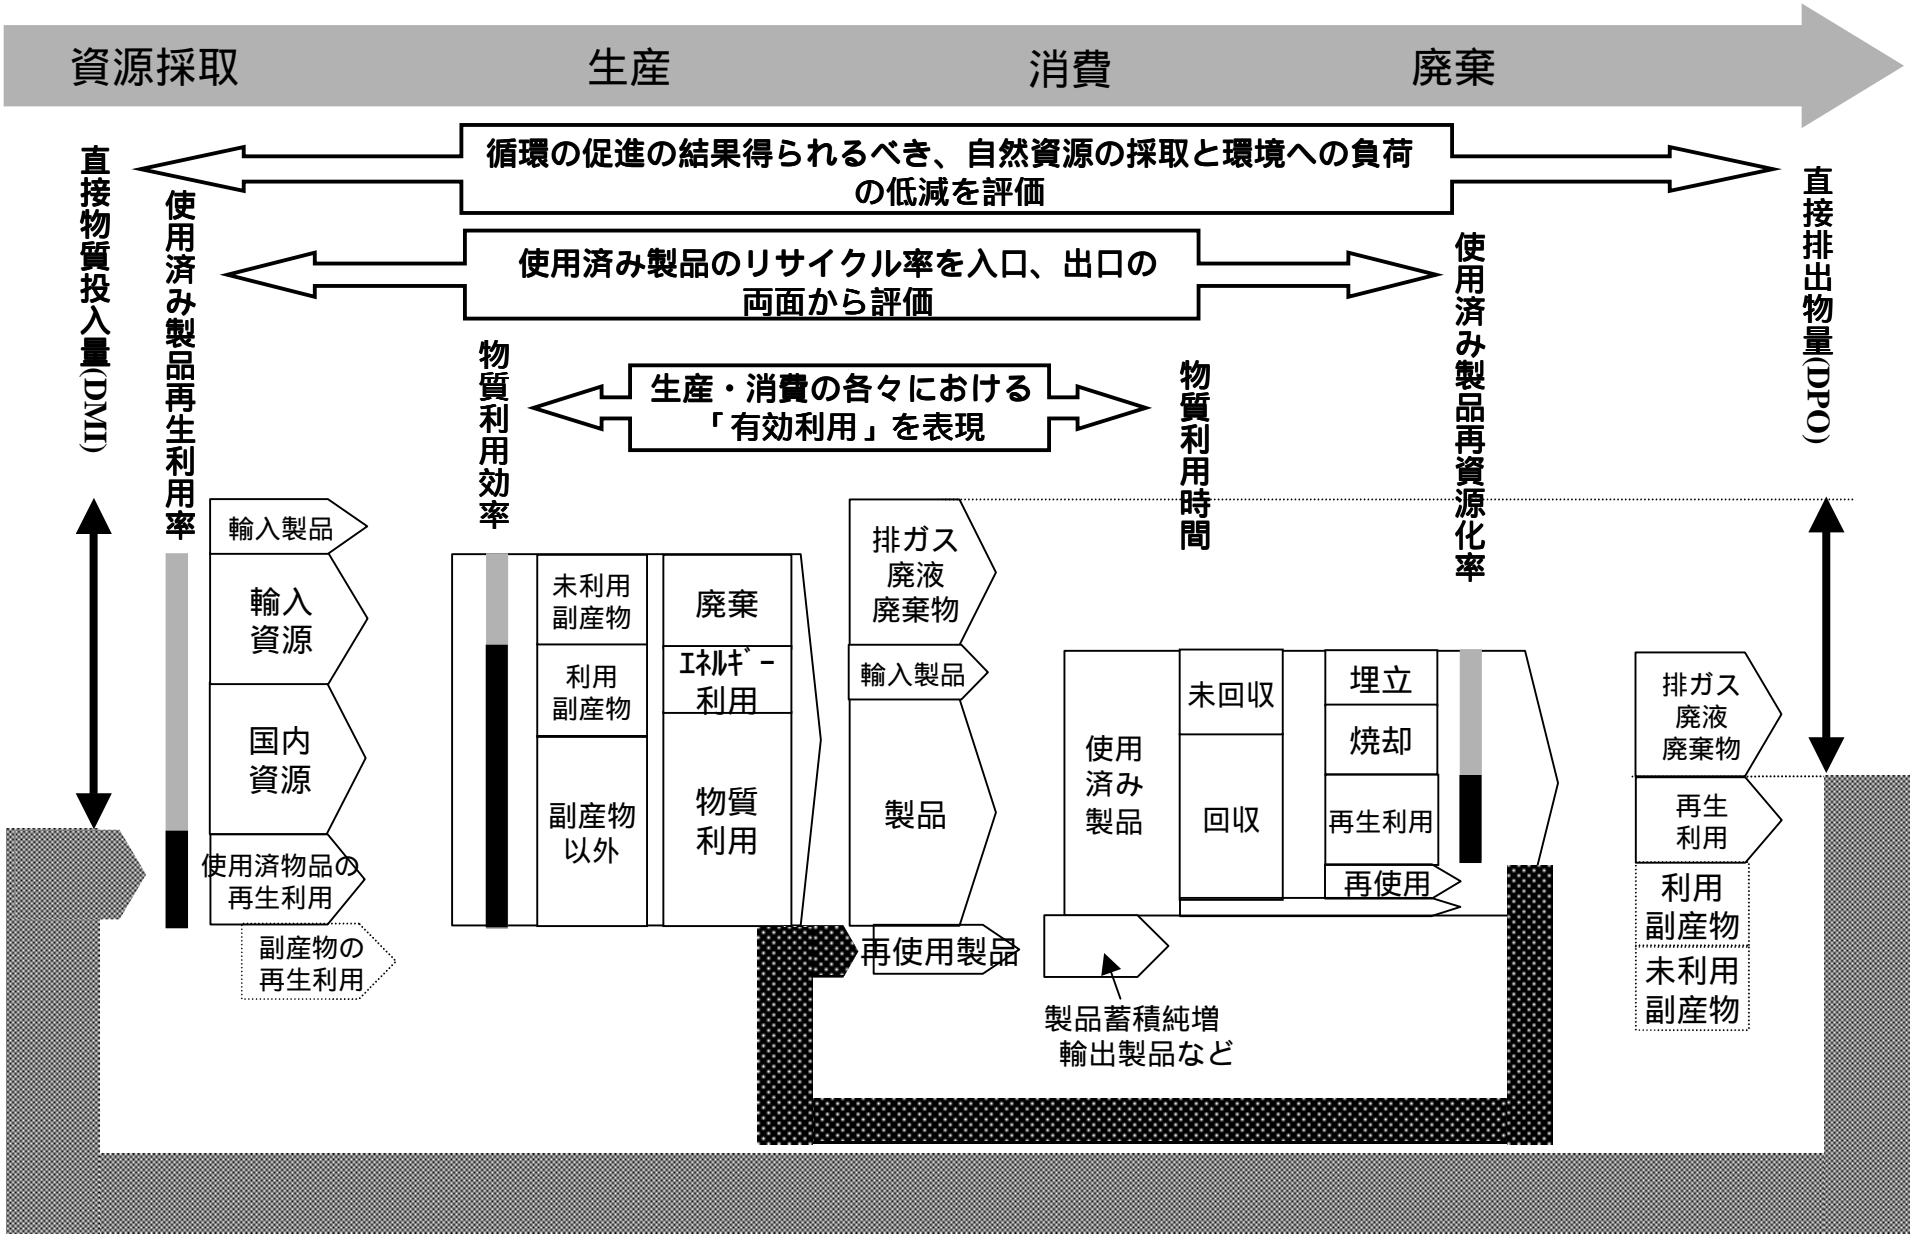 資源採取
生産
消費
廃棄
循環の促進の結果得られるべき、自然資源の採取と環境への負荷
の低減を評価
使用済み製品のリサイクル率を入口、出口の
両面から評価
生産・消費の各々における
「有効利用」を表現
直接物質投入量(DMI)
使用済み製品再生利用率
物質利用効率
物質利用時間
使用済み製品再資源化率
直接排出物量(DPO)
輸入製品
輸入
資源
国内
資源
使用済物品の
再生利用
副産物の
再生利用
未利用
副産物
利用
副産物
副産物
以外
廃棄
ｴﾈﾙｷﾞｰ
利用
物質
利用
排ガス
廃液
廃棄物
輸入製品
製品
再使用製品
使用
済み
製品
未回収
回収
埋立
焼却
再生利用
再使用
製品蓄積純増
輸出製品など
排ガス
廃液
廃棄物
再生
利用
利用
副産物
未利用
副産物